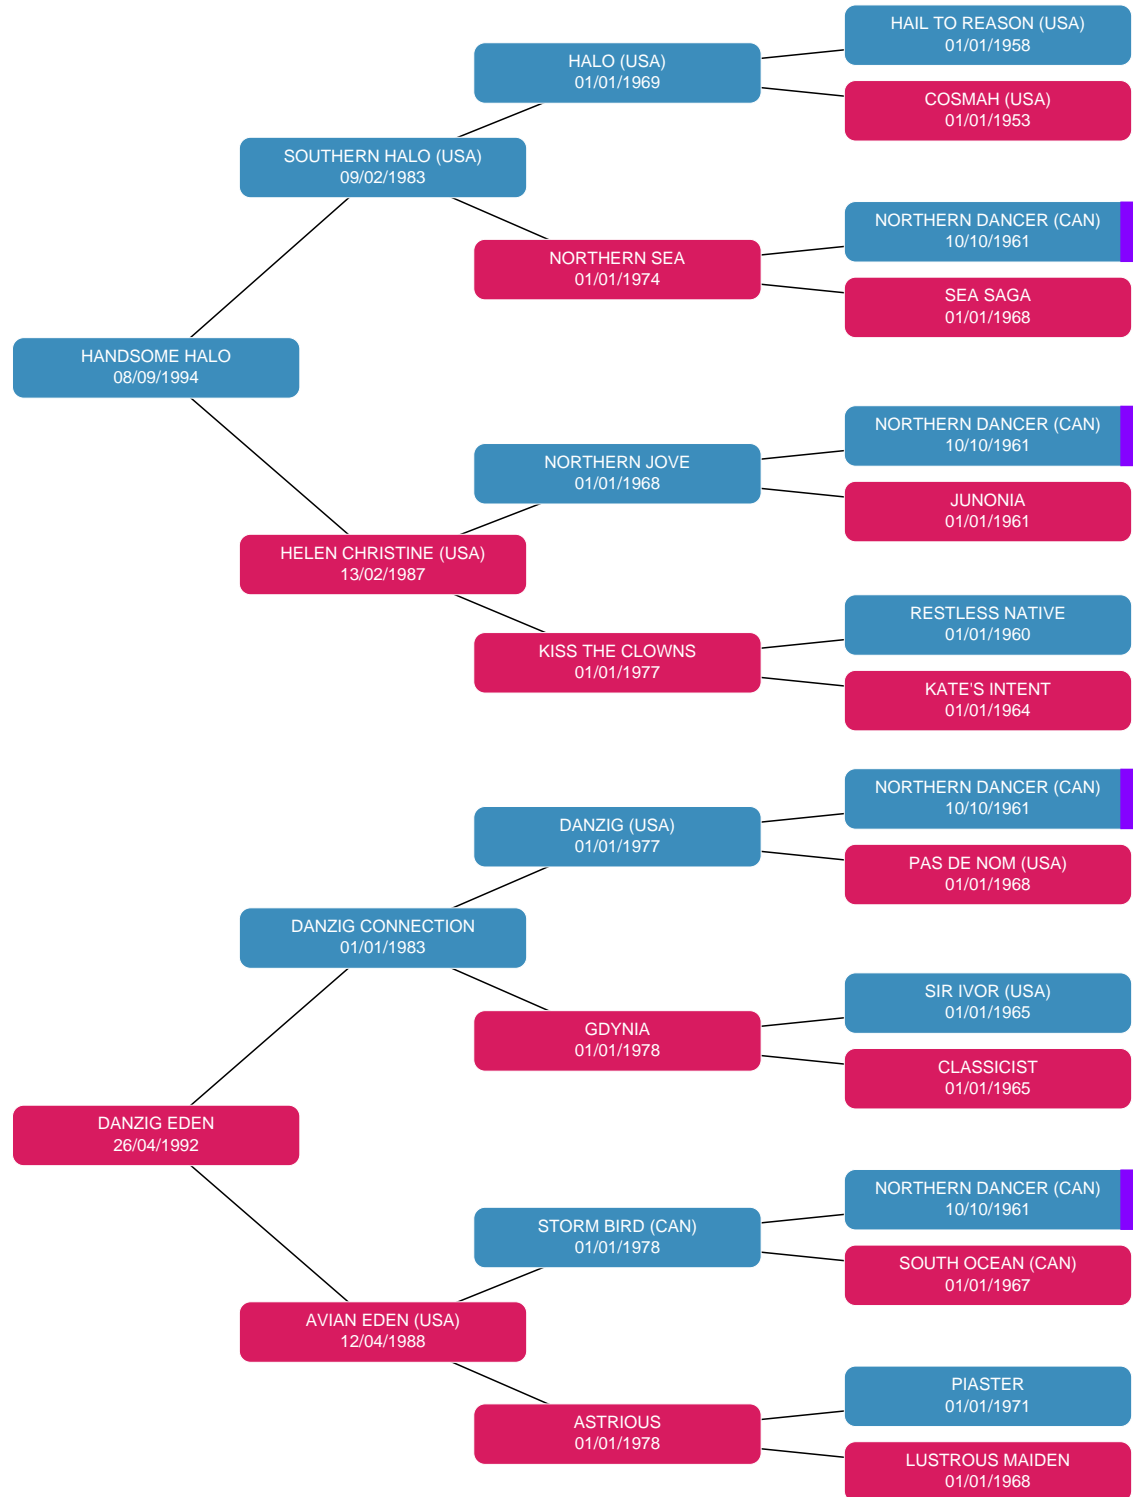 HAIL TO REASON (USA)
01/01/1958
HALO (USA)
01/01/1969
COSMAH (USA)
01/01/1953
SOUTHERN HALO (USA)
09/02/1983
NORTHERN DANCER (CAN)
10/10/1961
NORTHERN SEA
01/01/1974
SEA SAGA
01/01/1968
HANDSOME HALO
08/09/1994
NORTHERN DANCER (CAN)
10/10/1961
NORTHERN JOVE
01/01/1968
JUNONIA
01/01/1961
HELEN CHRISTINE (USA)
13/02/1987
RESTLESS NATIVE
01/01/1960
KISS THE CLOWNS
01/01/1977
KATE'S INTENT
01/01/1964
NORTHERN DANCER (CAN)
10/10/1961
DANZIG (USA)
01/01/1977
PAS DE NOM (USA)
01/01/1968
DANZIG CONNECTION
01/01/1983
SIR IVOR (USA)
01/01/1965
GDYNIA
01/01/1978
CLASSICIST
01/01/1965
DANZIG EDEN
26/04/1992
NORTHERN DANCER (CAN)
10/10/1961
STORM BIRD (CAN)
01/01/1978
SOUTH OCEAN (CAN)
01/01/1967
AVIAN EDEN (USA)
12/04/1988
PIASTER
01/01/1971
ASTRIOUS
01/01/1978
LUSTROUS MAIDEN
01/01/1968